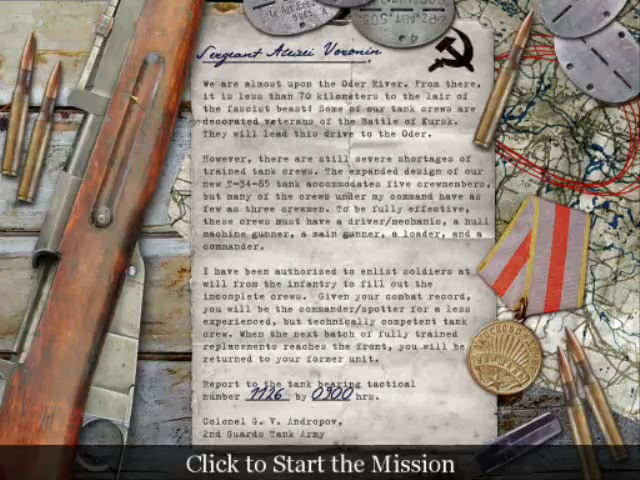 Sergeant Alexei Voronin
We are almost upon the Oder River. From there,
it is less than 70 kilometers to the lair of
the fascist beast! Some of our tank crews are
decorated veterans of the Battle of Kursk.
They will lead this drive to the Oder.
However, there are still severe shortages of
trained tank crews. The expanded design of our
new T-34-85 tank accommodates five crewmembers,
but many of the crews under my command have as
few as three crewmen. To be fully effective,
these crews must have a driver/mechanic, a hull
machine gunner, a main gunner, a loader, and a
commander.
I have been authorized to enlist soldiers at
will from the infantry to fill out the
incomplete crews. Given your combat record,
you will be the commander/spotter for a less
experienced, but technically competent tank
crew. When the next batch of fully trained
replacements reaches the front, you will be
returned to your former unit.
Report to the tank bearing tactical
number 1126 by 0300 hrs.
Colonel G. V. Andropov,
2nd Guards Tank Army
Click to Start the Mission